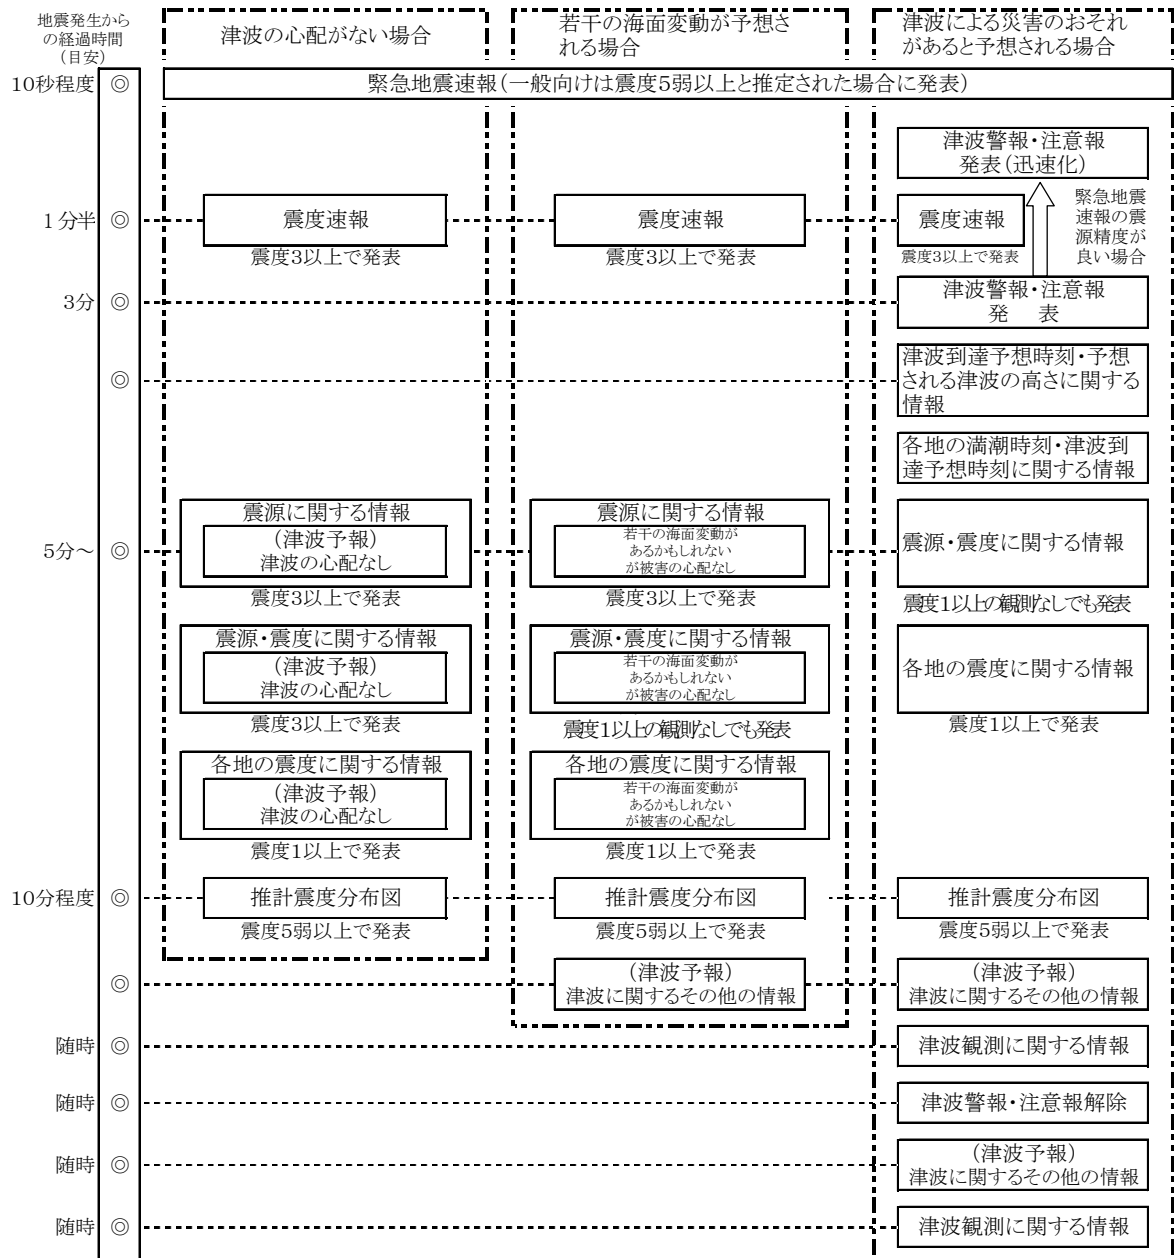 地震発生から
の経過時間
(目安)
津波の心配がない場合
若干の海面変動が予想さ
れる場合
津波による災害のおそれ
があると予想される場合
10秒程度
◎
緊急地震速報(一般向けは震度5弱以上と推定された場合に発表)
津波警報・注意報
発表(迅速化)
1分半
◎
震度速報
震度3以上で発表
震度速報
震度3以上で発表
震度速報
震度3以上で発表
緊急地震
速報の震
源精度が
良い場合
3分
◎
津波警報・注意報
発 表
◎
津波到達予想時刻・予想
される津波の高さに関する
情報
各地の満潮時刻・津波到
達予想時刻に関する情報
5分～
◎
震源に関する情報
(津波予報)
津波の心配なし
震度3以上で発表
震源に関する情報
若干の海面変動が
あるかもしれない
が被害の心配なし
震度3以上で発表
震源・震度に関する情報
震度1以上の観測なしでも発表
震源・震度に関する情報
(津波予報)
津波の心配なし
震度3以上で発表
震源・震度に関する情報
若干の海面変動が
あるかもしれない
が被害の心配なし
震度1以上の観測なしでも発表
各地の震度に関する情報
震度1以上で発表
各地の震度に関する情報
(津波予報)
津波の心配なし
震度1以上で発表
各地の震度に関する情報
若干の海面変動が
あるかもしれない
が被害の心配なし
震度1以上で発表
10分程度
◎
推計震度分布図
震度5弱以上で発表
推計震度分布図
震度5弱以上で発表
推計震度分布図
震度5弱以上で発表
◎
(津波予報)
津波に関するその他の情報
(津波予報)
津波に関するその他の情報
随時
◎
津波観測に関する情報
随時
◎
津波警報・注意報解除
随時
◎
(津波予報)
津波に関するその他の情報
随時
◎
津波観測に関する情報